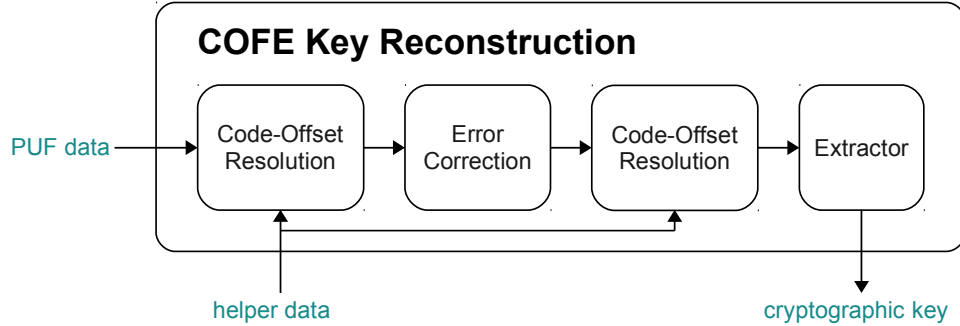 COFE Key Reconstruction
PUF data
Code-Offset
Resolution
Error
Correction
Code-Offset
Resolution
Extractor
helper data
cryptographic key